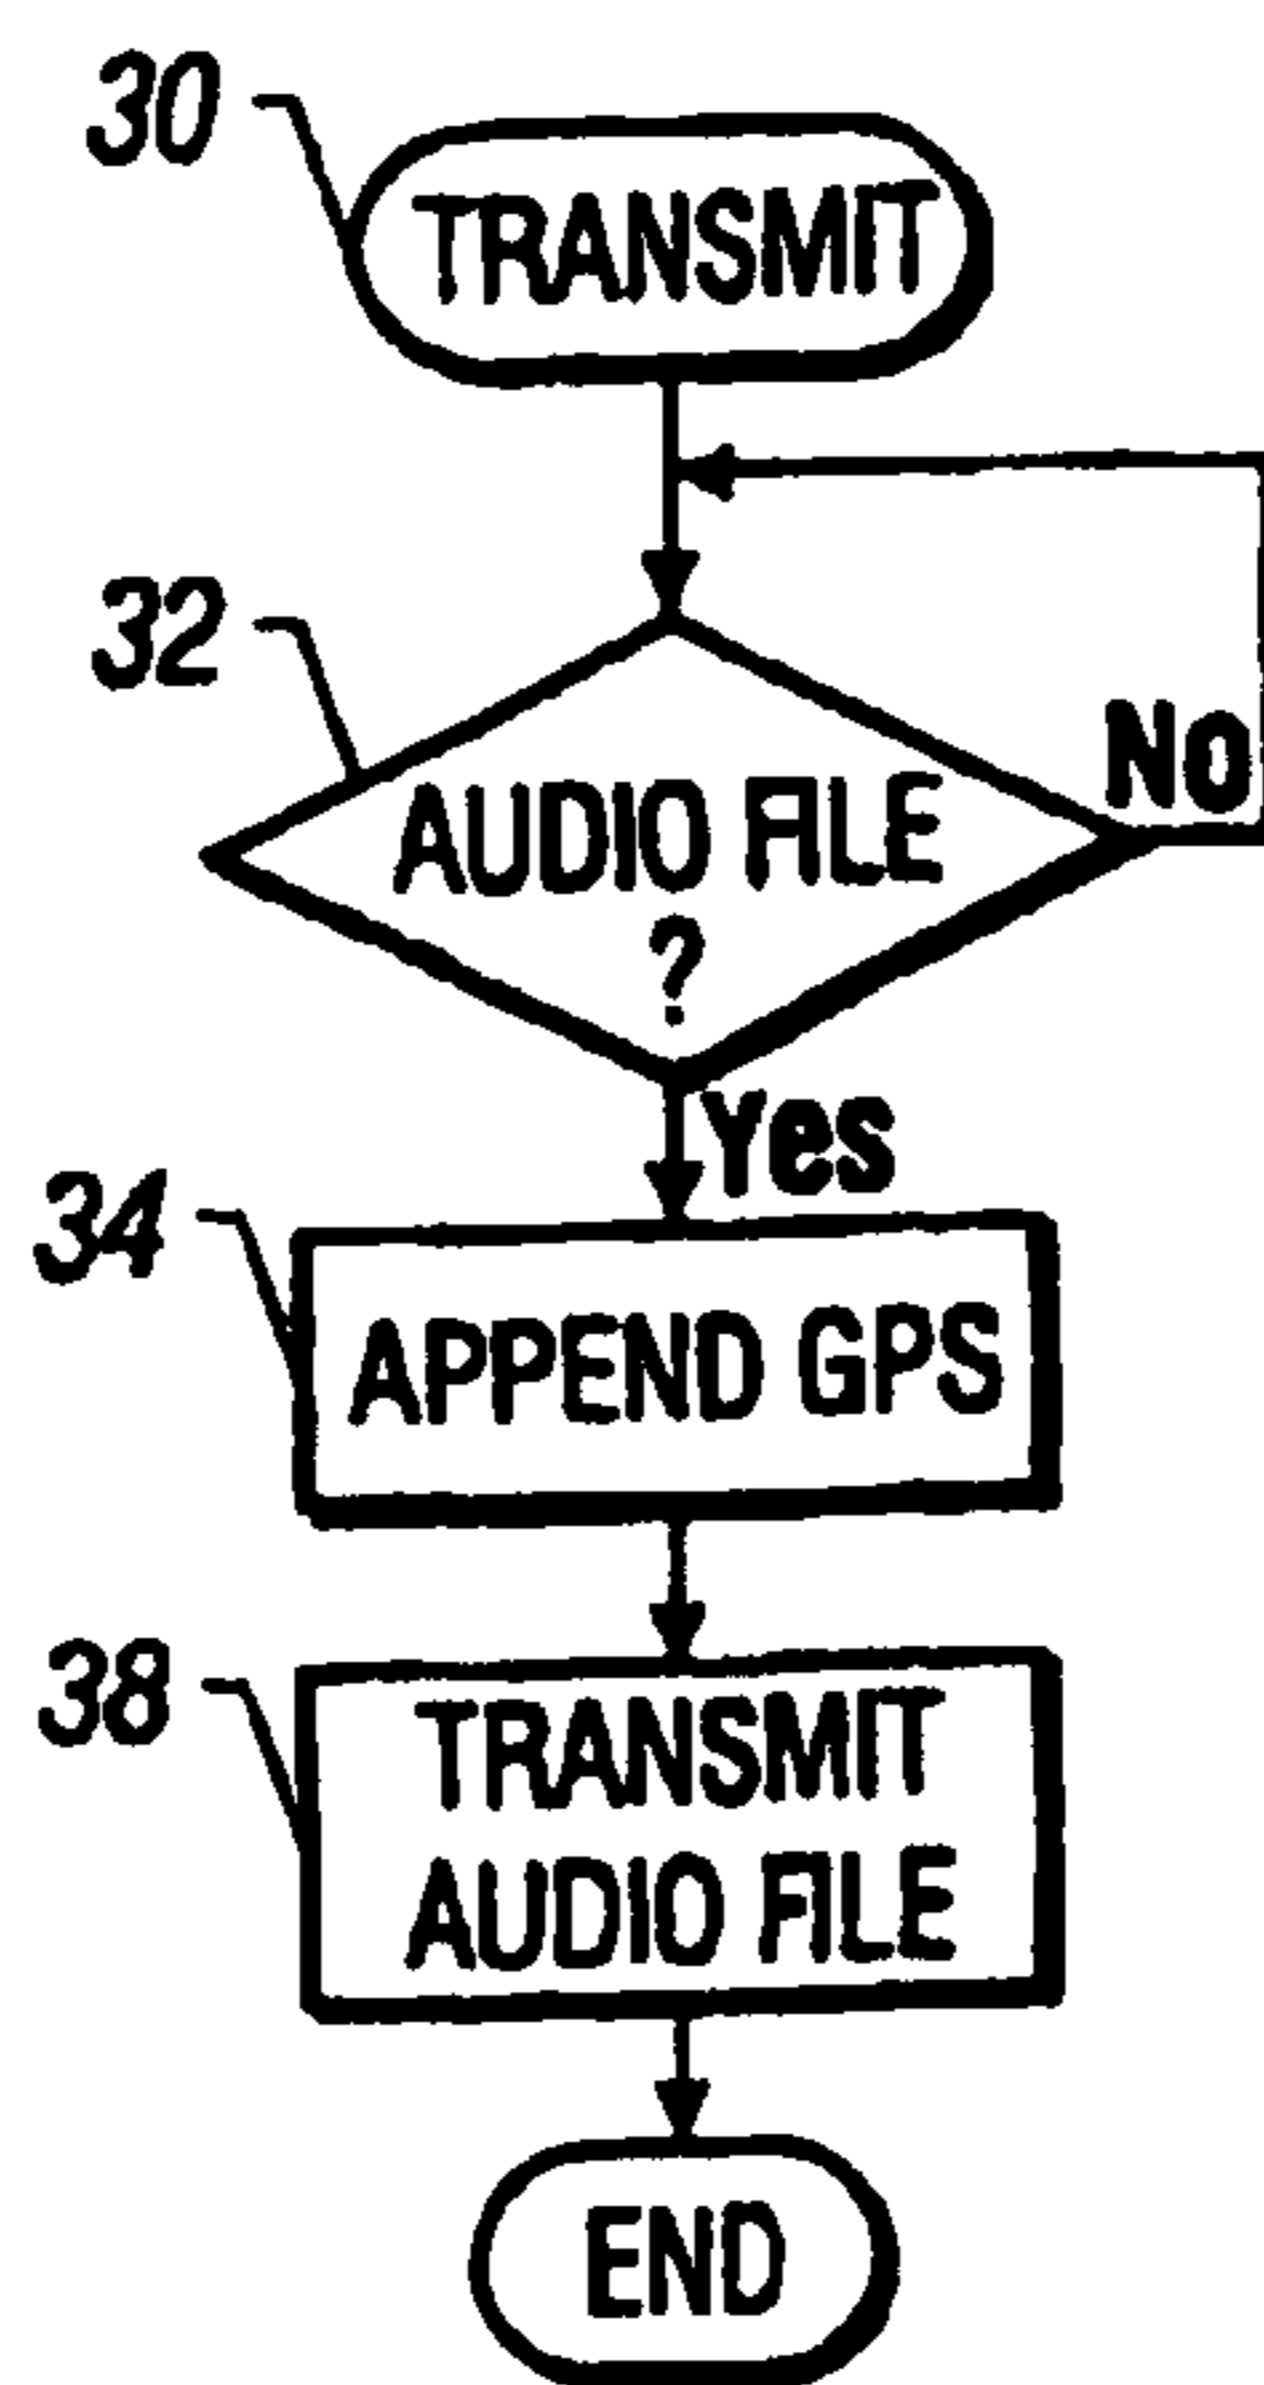 30
TRANSMIT
32
AUDIO FILE
?
No
Yes
34
APPEND GPS
38
TRANSMIT
AUDIO FILE
END